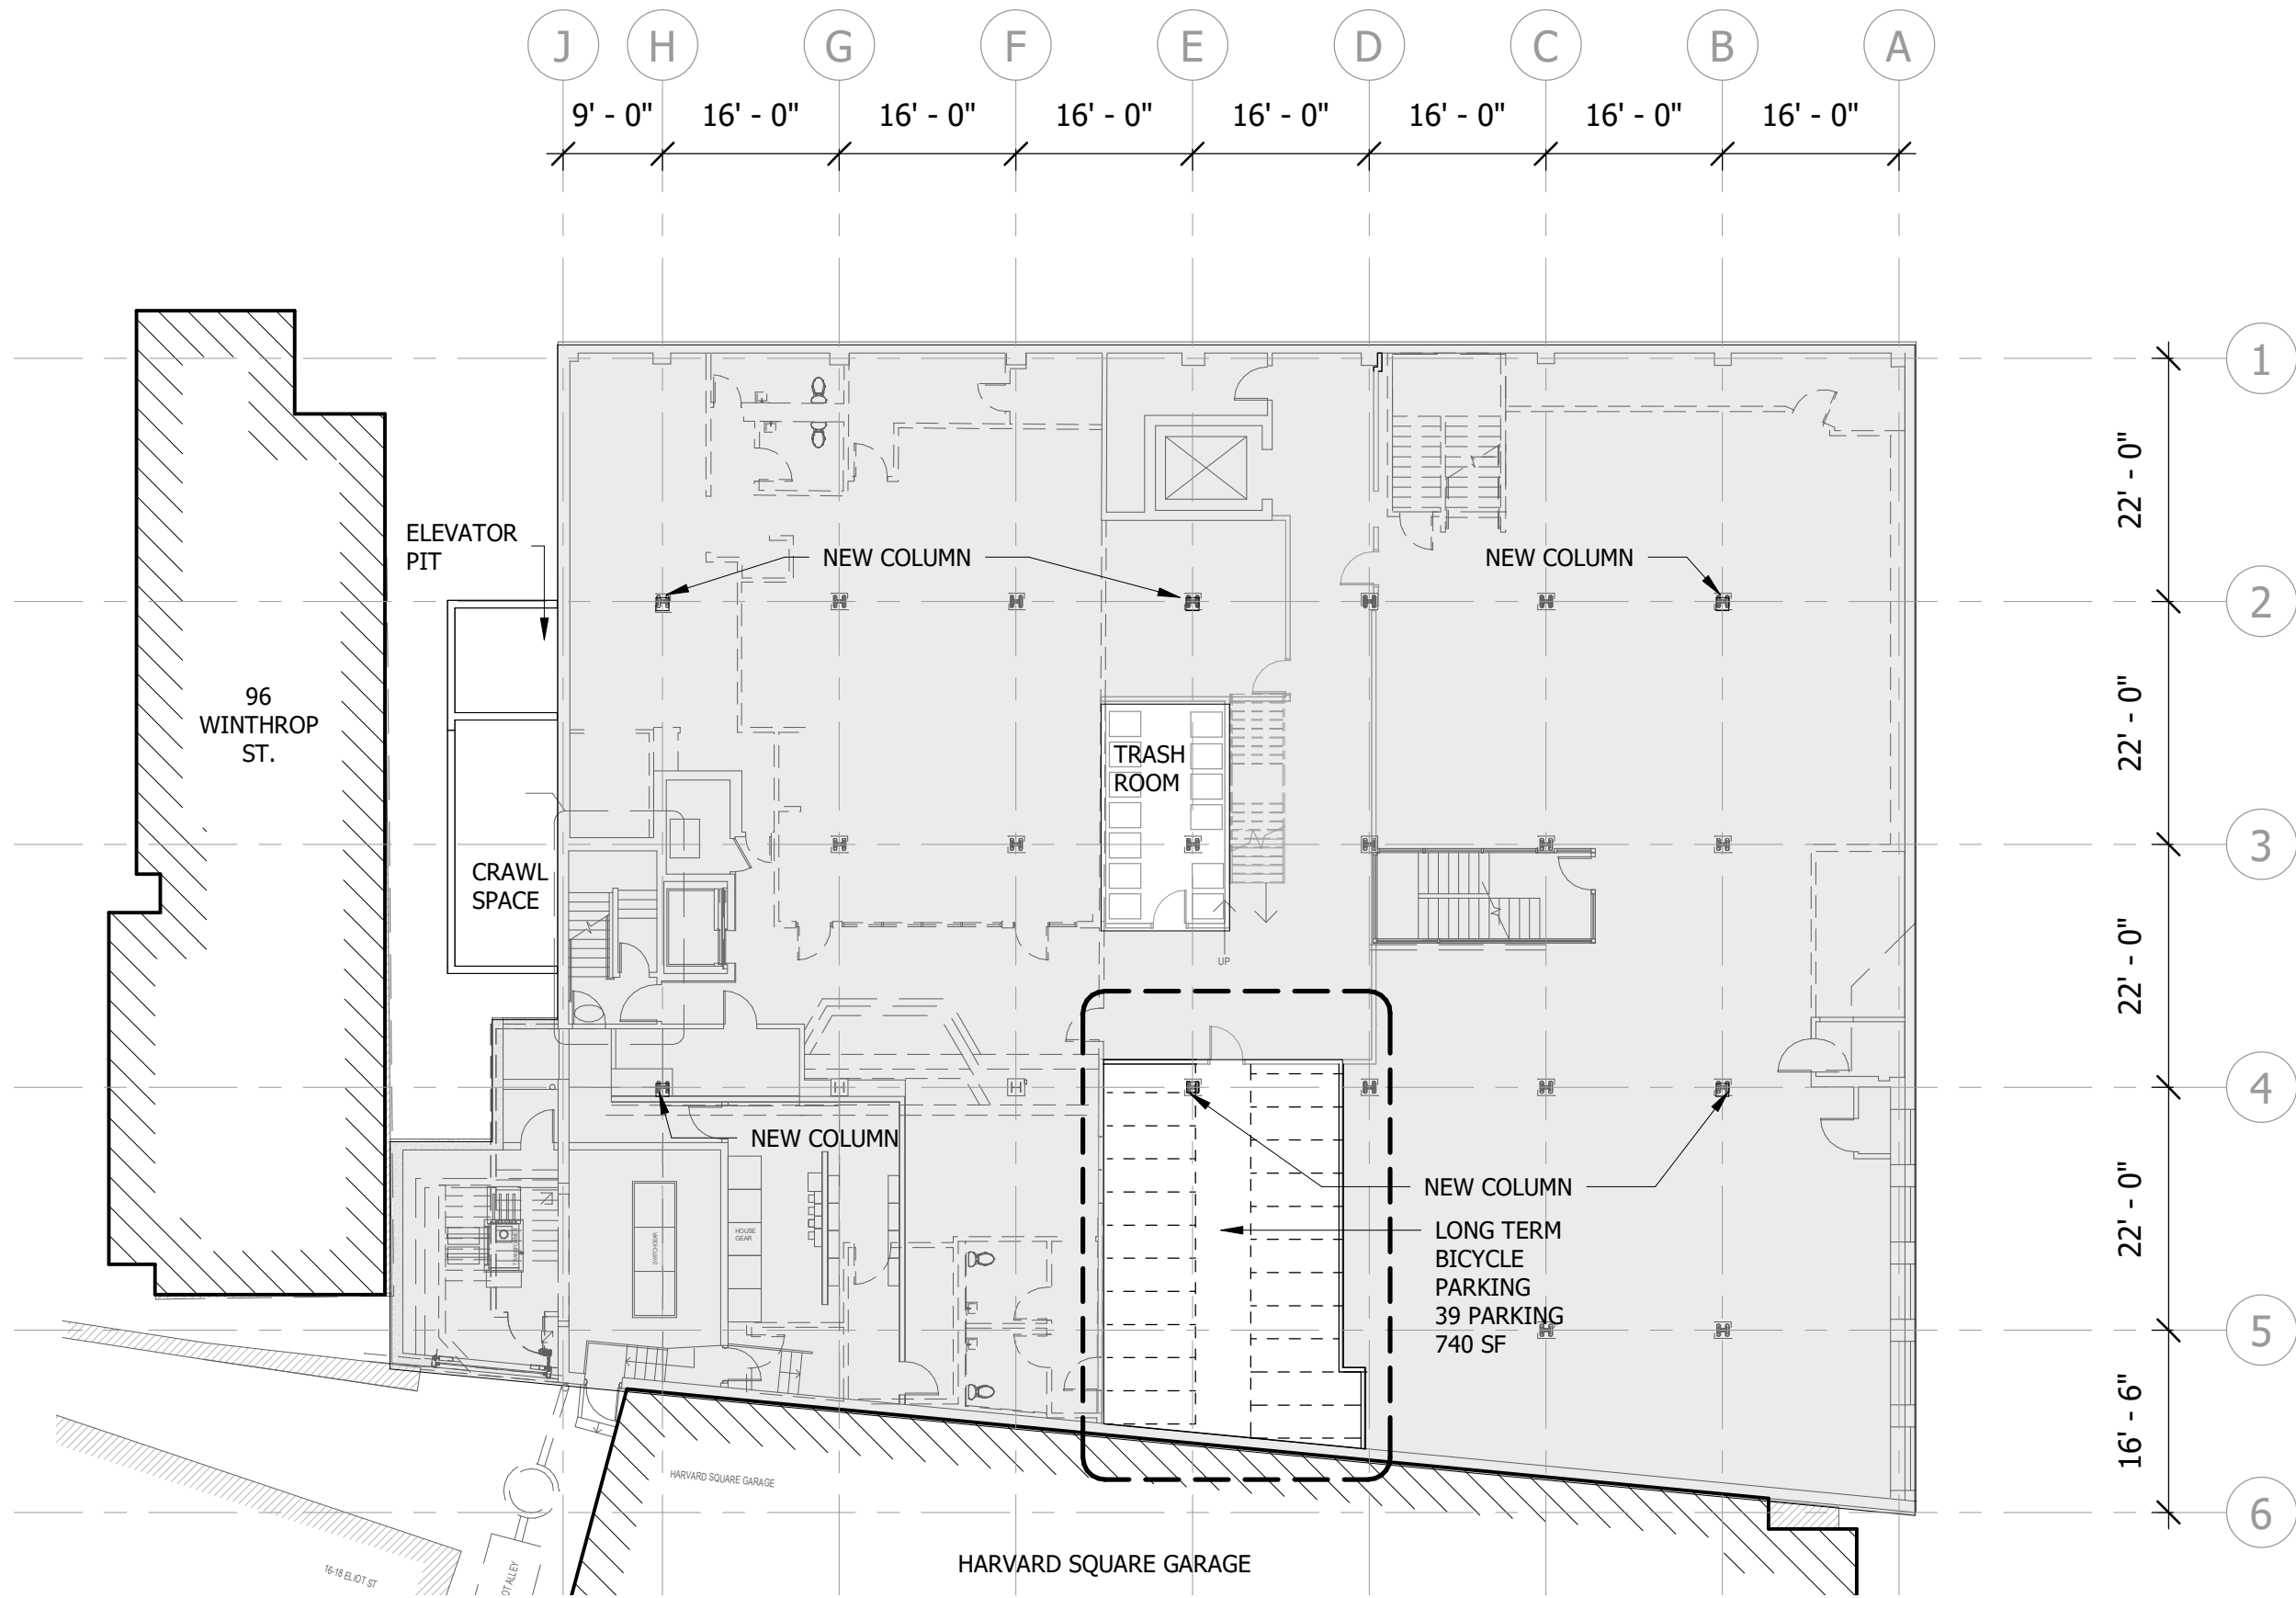 J H G F E D C B A
9' - 0" 16' - 0" 16' - 0" 16' - 0" 16' - 0" 16' - 0" 16' - 0" 16' - 0"
1
22' - 0"
2
22' - 0"
3
22' - 0"
4
22' - 0"
5
16' - 6"
6
ELEVATOR
PIT
NEW COLUMN
NEW COLUMN
96
WINTHROP
ST.
TRASH
ROOM
CRAWL
SPACE
UP
NEW COLUMN
NEW COLUMN
HOUSE
GEAR
SWITCHGEAR
LONG TERM
BICYCLE
PARKING
39 PARKING
740 SF
HARVARD SQUARE GARAGE
HARVARD SQUARE GARAGE
16-18 ELIOT ST
OT ALLEY